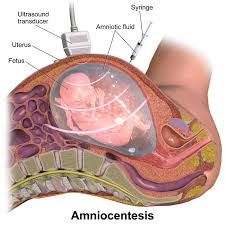 Ultrasound
transducer
Amniotic fluid
Syringe
Uterus
Fetus
Amniocentesis